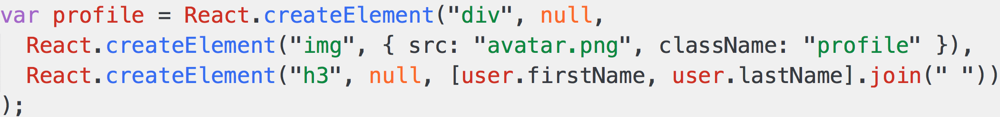 var profile = React.createElement("div", null,
  React.createElement("img", { src: "avatar.png", className: "profile" }),
  React.createElement("h3", null, [user.firstName, user.lastName].join(" "))
);